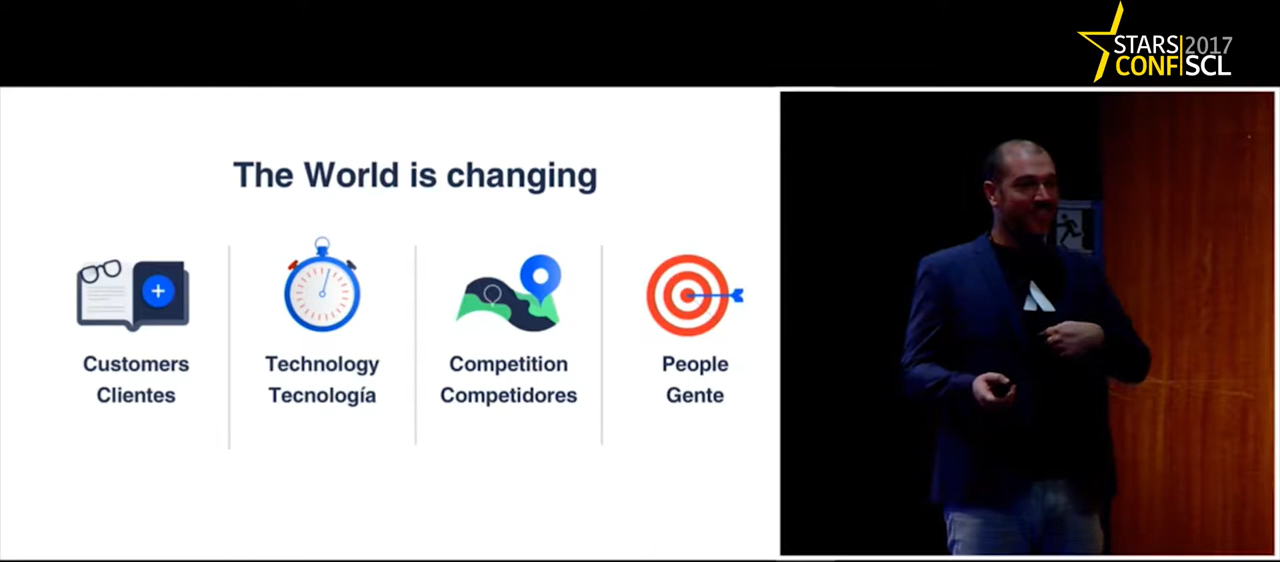 STARS 2017
CONF SCL
The World is changing
Customers
Clientes
Technology
Tecnología
Competition
Competidores
People
Gente